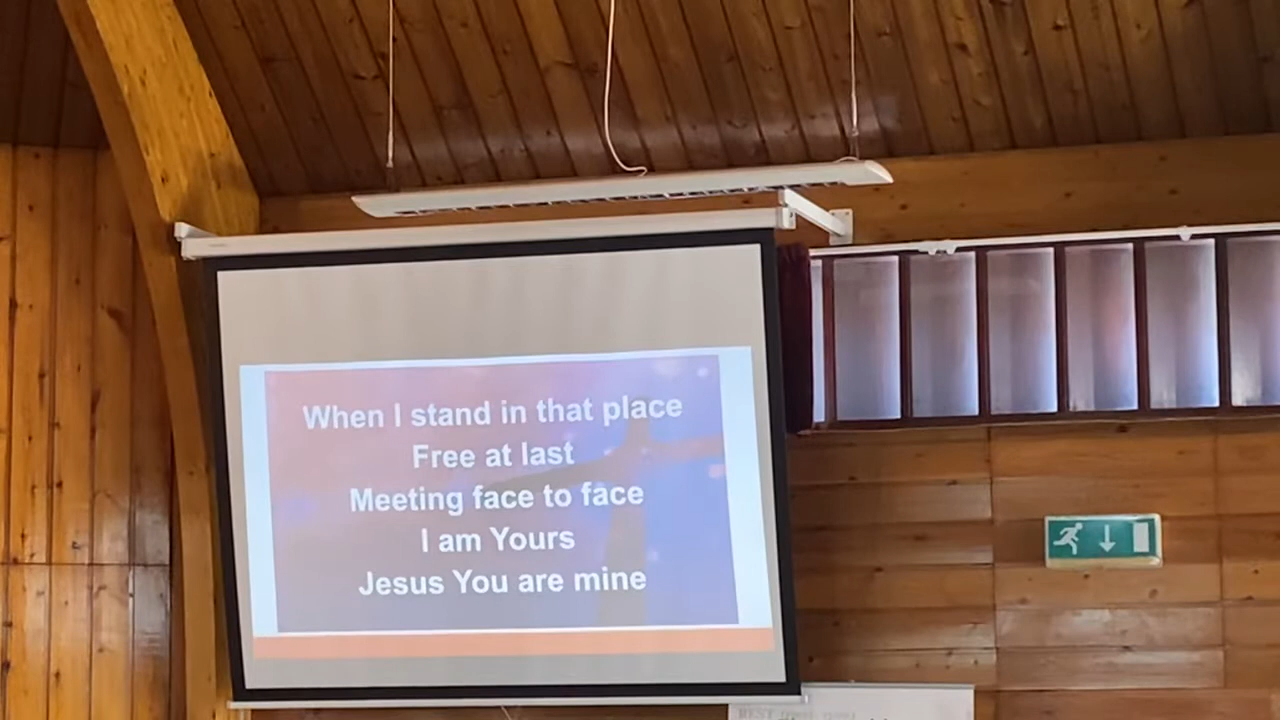 When I stand in that place
Free at last
Meeting face to face
I am Yours
Jesus You are mine